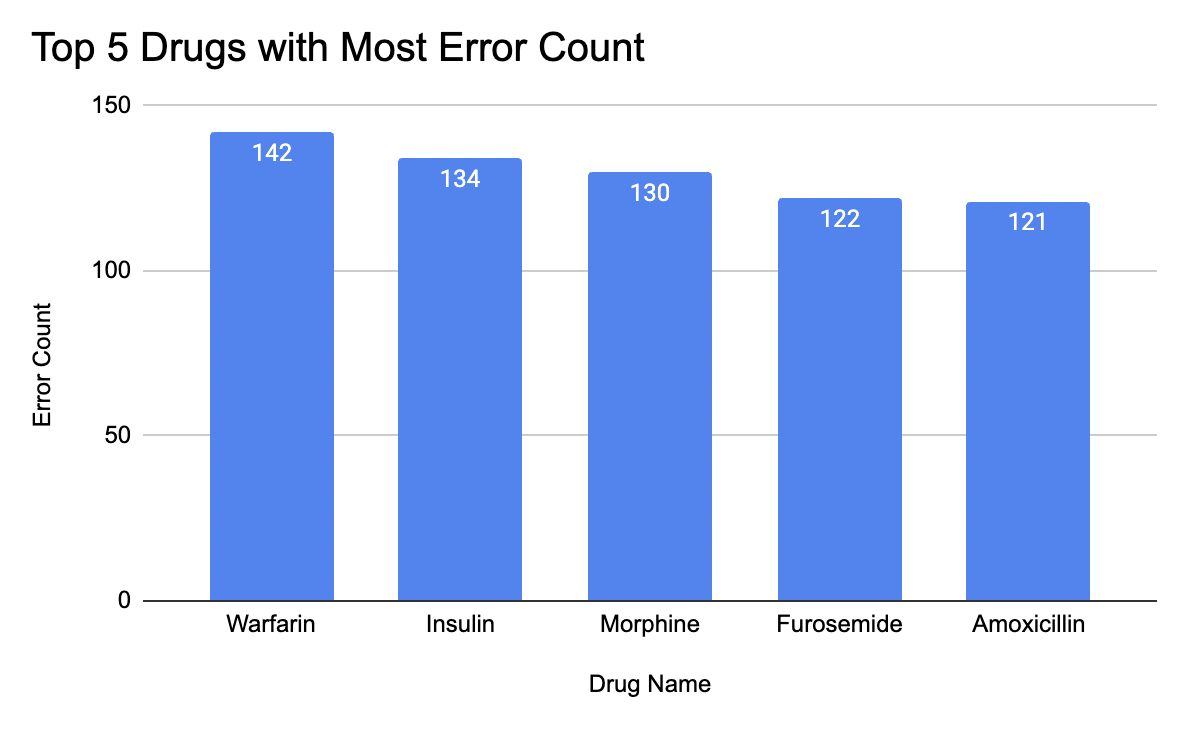 Top 5 Drugs with Most Error Count
150
100
50
0
Error Count
142
134
130
122
121
Warfarin
Insulin
Morphine
Furosemide
Amoxicillin
Drug Name